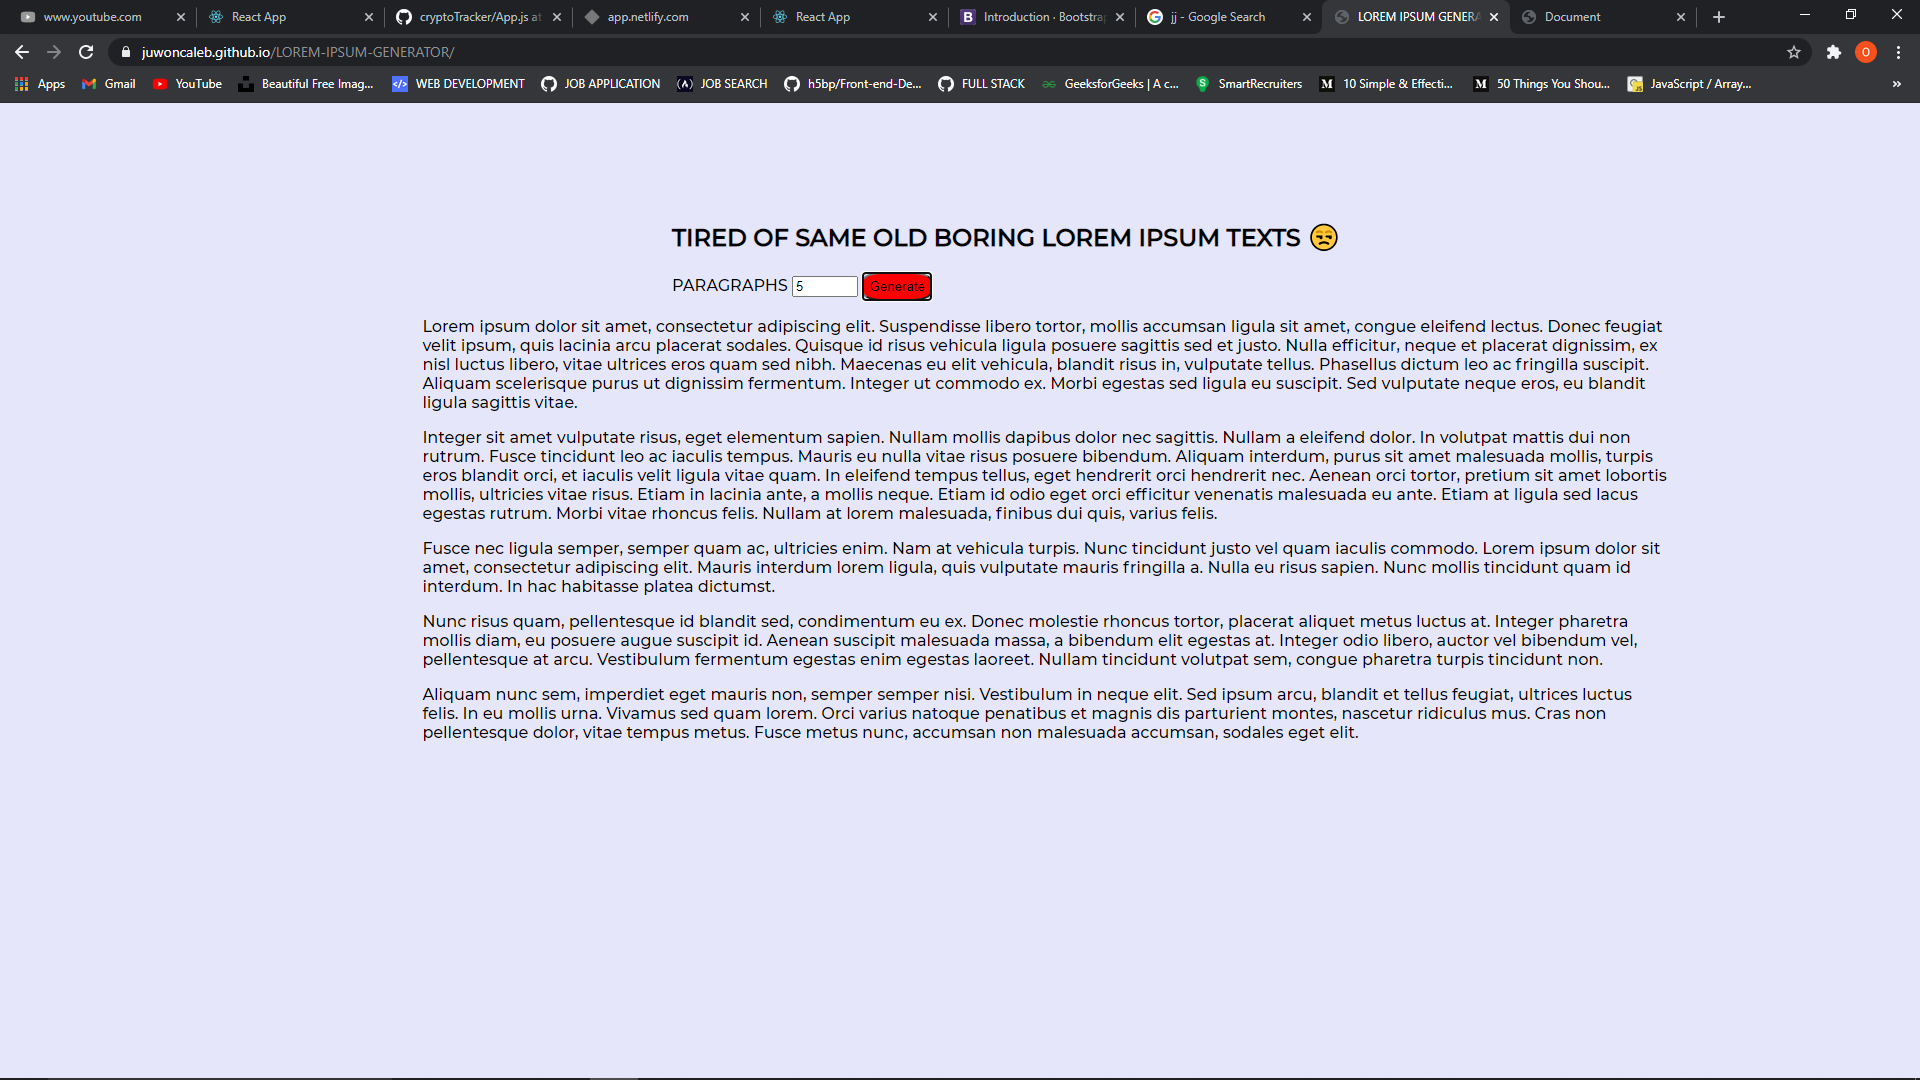 www.youtube.com
React App
cryptoTracker/App.js at
app.netlify.com
React App
Introduction · Bootstrap
jj - Google Search
LOREM IPSUM GENERA
Document
juwoncaleb.github.io/LOREM-IPSUM-GENERATOR/
O
Apps
Gmail
YouTube
Beautiful Free Imag...
WEB DEVELOPMENT
JOB APPLICATION
JOB SEARCH
h5bp/Front-end-De...
FULL STACK
GeeksforGeeks | A c...
SmartRecruiters
10 Simple & Effecti...
50 Things You Shou...
JavaScript / Array...
»
TIRED OF SAME OLD BORING LOREM IPSUM TEXTS 😒
PARAGRAPHS 5 Generate
Lorem ipsum dolor sit amet, consectetur adipiscing elit. Suspendisse libero tortor, mollis accumsan ligula sit amet, congue eleifend lectus. Donec feugiat
velit ipsum, quis lacinia arcu placerat sodales. Quisque id risus vehicula ligula posuere sagittis sed et justo. Nulla efficitur, neque et placerat dignissim, ex
nisl luctus libero, vitae ultrices eros quam sed nibh. Maecenas eu elit vehicula, blandit risus in, vulputate tellus. Phasellus dictum leo ac fringilla suscipit.
Aliquam scelerisque purus ut dignissim fermentum. Integer ut commodo ex. Morbi egestas sed ligula eu suscipit. Sed vulputate neque eros, eu blandit
ligula sagittis vitae.
Integer sit amet vulputate risus, eget elementum sapien. Nullam mollis dapibus dolor nec sagittis. Nullam a eleifend dolor. In volutpat mattis dui non
rutrum. Fusce tincidunt leo ac iaculis tempus. Mauris eu nulla vitae risus posuere bibendum. Aliquam interdum, purus sit amet malesuada mollis, turpis
eros blandit orci, et iaculis velit ligula vitae quam. In eleifend tempus tellus, eget hendrerit orci hendrerit nec. Aenean orci tortor, pretium sit amet lobortis
mollis, ultricies vitae risus. Etiam in lacinia ante, a mollis neque. Etiam id odio eget orci efficitur venenatis malesuada eu ante. Etiam at ligula sed lacus
egestas rutrum. Morbi vitae rhoncus felis. Nullam at lorem malesuada, finibus dui quis, varius felis.
Fusce nec ligula semper, semper quam ac, ultricies enim. Nam at vehicula turpis. Nunc tincidunt justo vel quam iaculis commodo. Lorem ipsum dolor sit
amet, consectetur adipiscing elit. Mauris interdum lorem ligula, quis vulputate mauris fringilla a. Nulla eu risus sapien. Nunc mollis tincidunt quam id
interdum. In hac habitasse platea dictumst.
Nunc risus quam, pellentesque id blandit sed, condimentum eu ex. Donec molestie rhoncus tortor, placerat aliquet metus luctus at. Integer pharetra
mollis diam, eu posuere augue suscipit id. Aenean suscipit malesuada massa, a bibendum elit egestas at. Integer odio libero, auctor vel bibendum vel,
pellentesque at arcu. Vestibulum fermentum egestas enim egestas laoreet. Nullam tincidunt volutpat sem, congue pharetra turpis tincidunt non.
Aliquam nunc sem, imperdiet eget mauris non, semper semper nisi. Vestibulum in neque elit. Sed ipsum arcu, blandit et tellus feugiat, ultrices luctus
felis. In eu mollis urna. Vivamus sed quam lorem. Orci varius natoque penatibus et magnis dis parturient montes, nascetur ridiculus mus. Cras non
pellentesque dolor, vitae tempus metus. Fusce metus nunc, accumsan non malesuada accumsan, sodales eget elit.